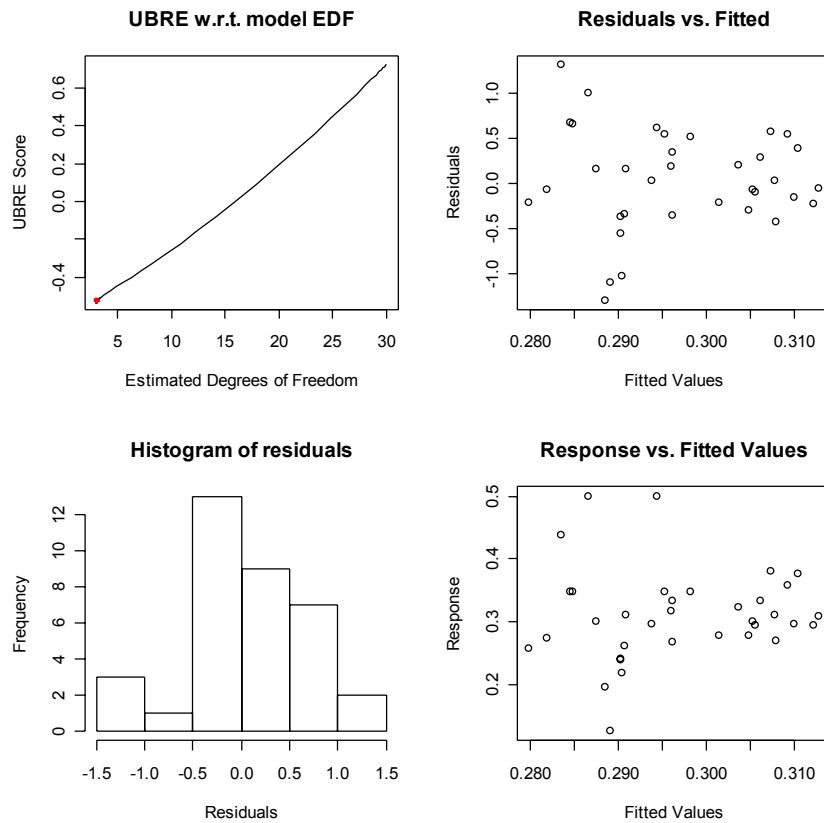 UBRE w.r.t. model EDF
UBRE Score
-0.4
0.0
0.2
0.4
0.6
5 10 15 20 25 30
Estimated Degrees of Freedom
Residuals vs. Fitted
Residuals
-1.0
-0.5
0.0
0.5
1.0
0.280 0.290 0.300 0.310
Fitted Values
Histogram of residuals
Frequency
0
2
4
6
8
10
12
-1.5 -1.0 -0.5 0.0 0.5 1.0 1.5
Residuals
Response vs. Fitted Values
Response
0.2
0.3
0.4
0.5
0.280 0.290 0.300 0.310
Fitted Values